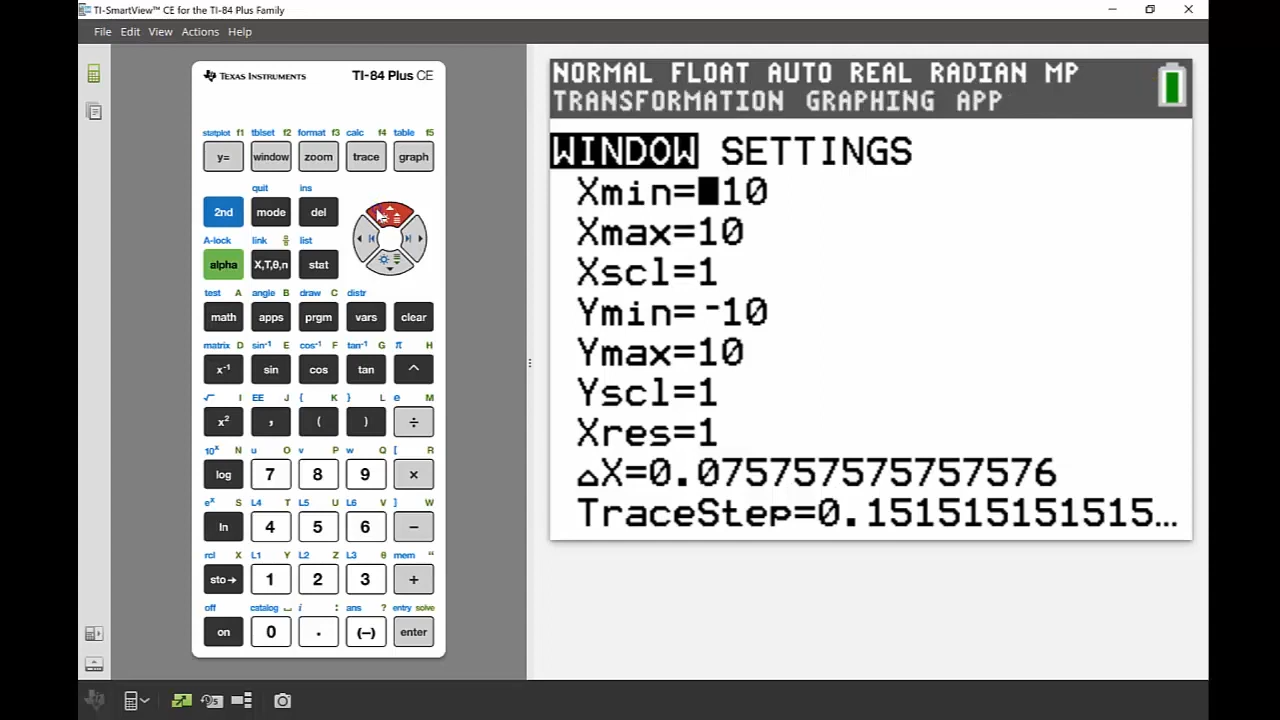 TI-SmartView™ CE for the TI-84 Plus Family
File Edit View Actions Help
TEXAS INSTRUMENTS TI-84 Plus CE
statplot f1 tblset f2 format f3 calc f4 table f5
y= window zoom trace graph
quit ins
2nd mode del
A-lock link list
alpha X,T,θ,n stat
test A angle B draw C distr
math apps prgm vars clear
matrix D sin⁻¹ E cos⁻¹ F tan⁻¹ G π H
x⁻¹ sin cos tan ^
√ I EE J { K } L e M
x² , ( ) ÷
10ˣ N u O v P w Q [ R
log 7 8 9 ×
eˣ S L4 T L5 U L6 V ] W
ln 4 5 6 −
rcl X L1 Y L2 Z L3 θ mem "
sto→ 1 2 3 +
off catalog ⎵ i : ans ? entry solve
on 0 . (−) enter
NORMAL FLOAT AUTO REAL RADIAN MP
TRANSFORMATION GRAPHING APP
WINDOW SETTINGS
Xmin=10
Xmax=10
Xscl=1
Ymin=-10
Ymax=10
Yscl=1
Xres=1
△X=0.075757575757576
TraceStep=0.151515151515...